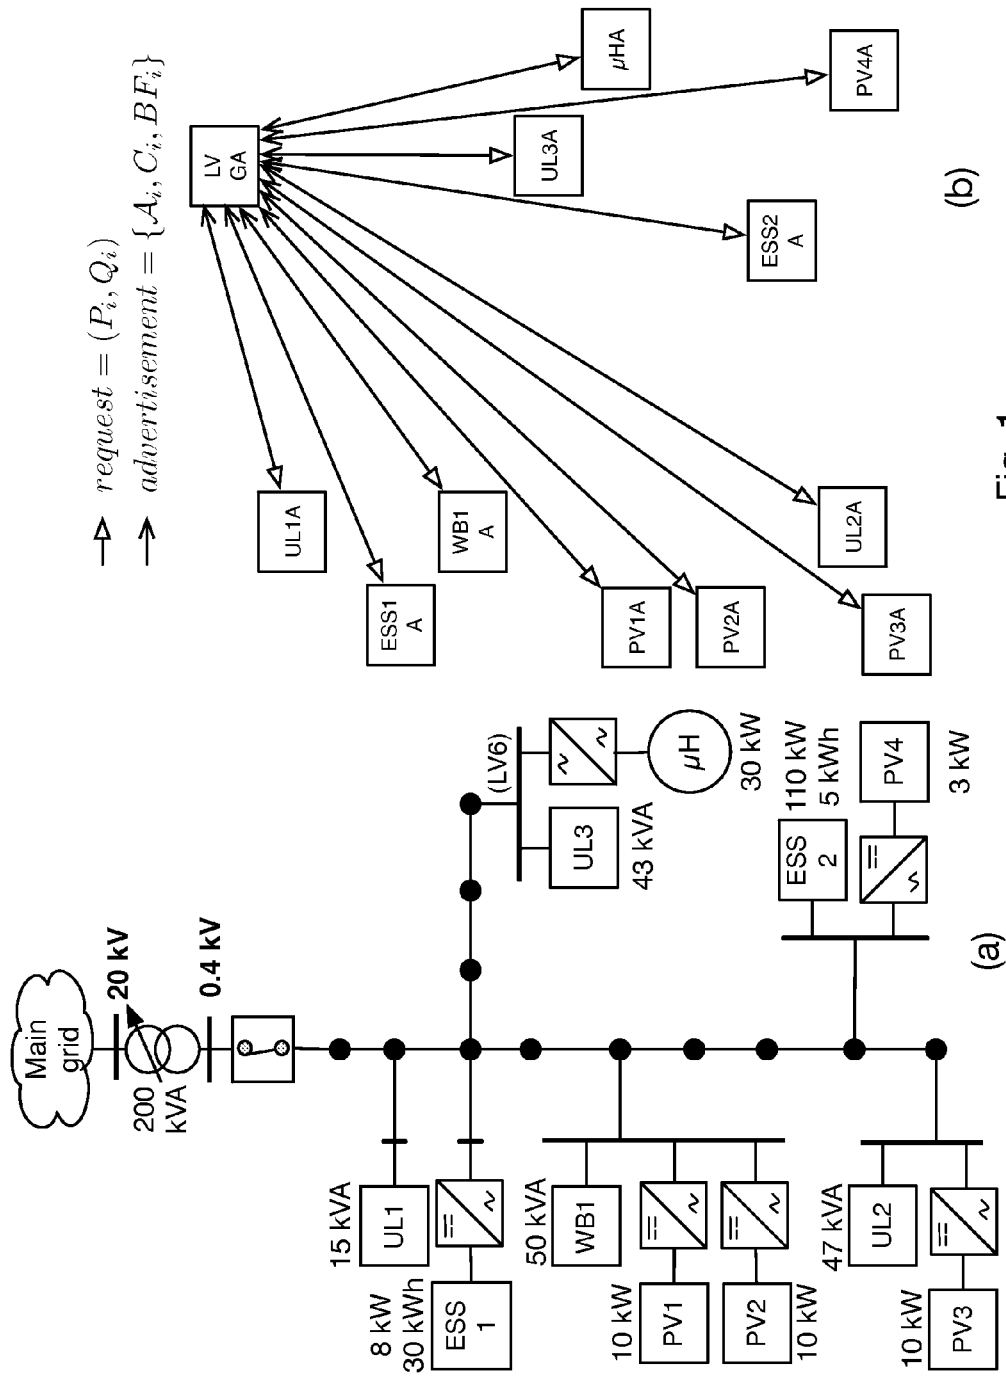 Main
grid
20 kV
200
kVA
0.4 kV
15 kVA
UL1
8 kW
30 kWh
ESS
1
(LV6)
UL3
43 kVA
µH
30 kW
50 kVA
WB1
10 kW
PV1
PV2
10 kW
ESS
2
110 kW
5 kWh
PV4
3 kW
47 kVA
UL2
10 kW
PV3
(a)
request = (P_i, Q_i)
advertisement = {A_i, C_i, BF_i}
LV
GA
UL1A
ESS1
A
WB1
A
PV1A
PV2A
PV3A
UL2A
ESS2
A
UL3A
µHA
PV4A
(b)